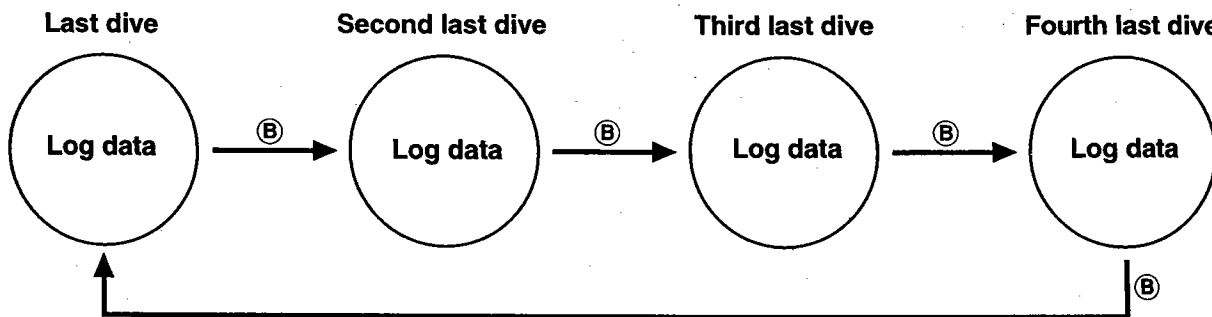 Last dive Second last dive Third last dive Fourth last dive
Log data Ⓑ Log data Ⓑ Log data Ⓑ Log data
Ⓑ